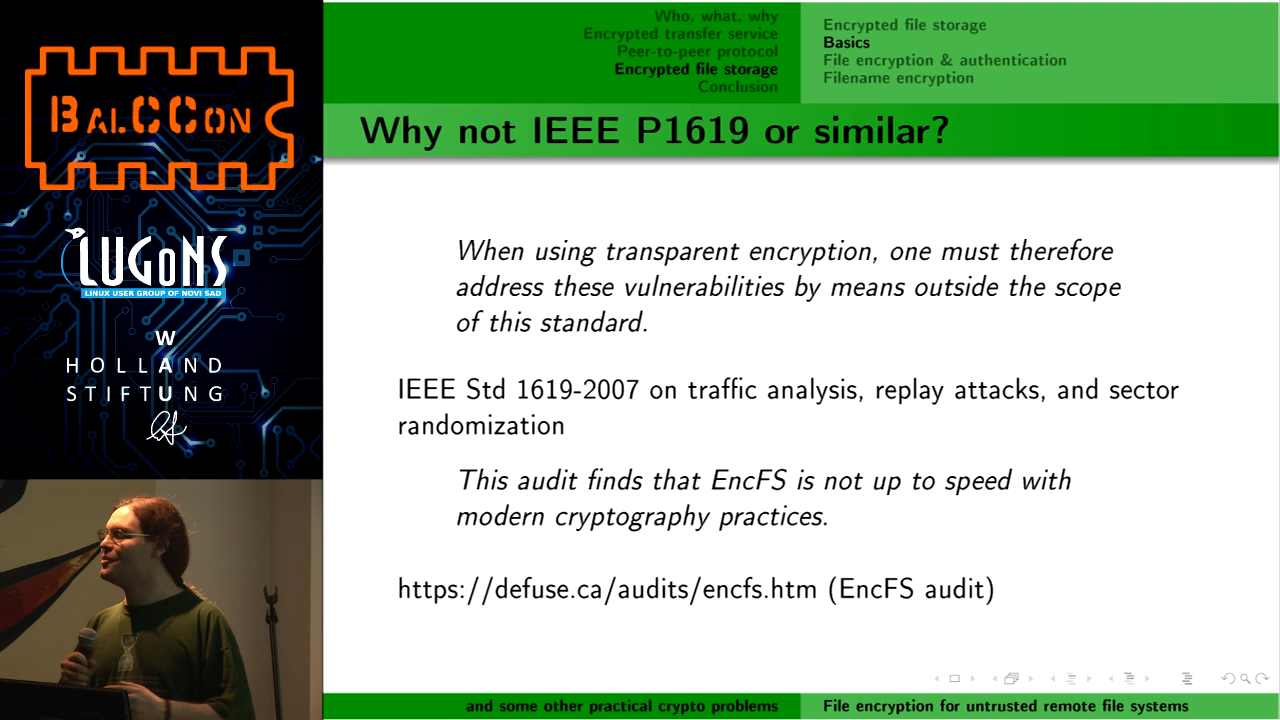 BALCCON
LUGONS
LINUX USER GROUP OF NOVI SAD
W
HOLLAND
STIFTUNG
Who, what, why
Encrypted transfer service
Peer-to-peer protocol
Encrypted file storage
Conclusion
Encrypted file storage
Basics
File encryption & authentication
Filename encryption
Why not IEEE P1619 or similar?
When using transparent encryption, one must therefore
address these vulnerabilities by means outside the scope
of this standard.
IEEE Std 1619-2007 on traffic analysis, replay attacks, and sector
randomization
This audit finds that EncFS is not up to speed with
modern cryptography practices.
https://defuse.ca/audits/encfs.htm (EncFS audit)
and some other practical crypto problems
File encryption for untrusted remote file systems